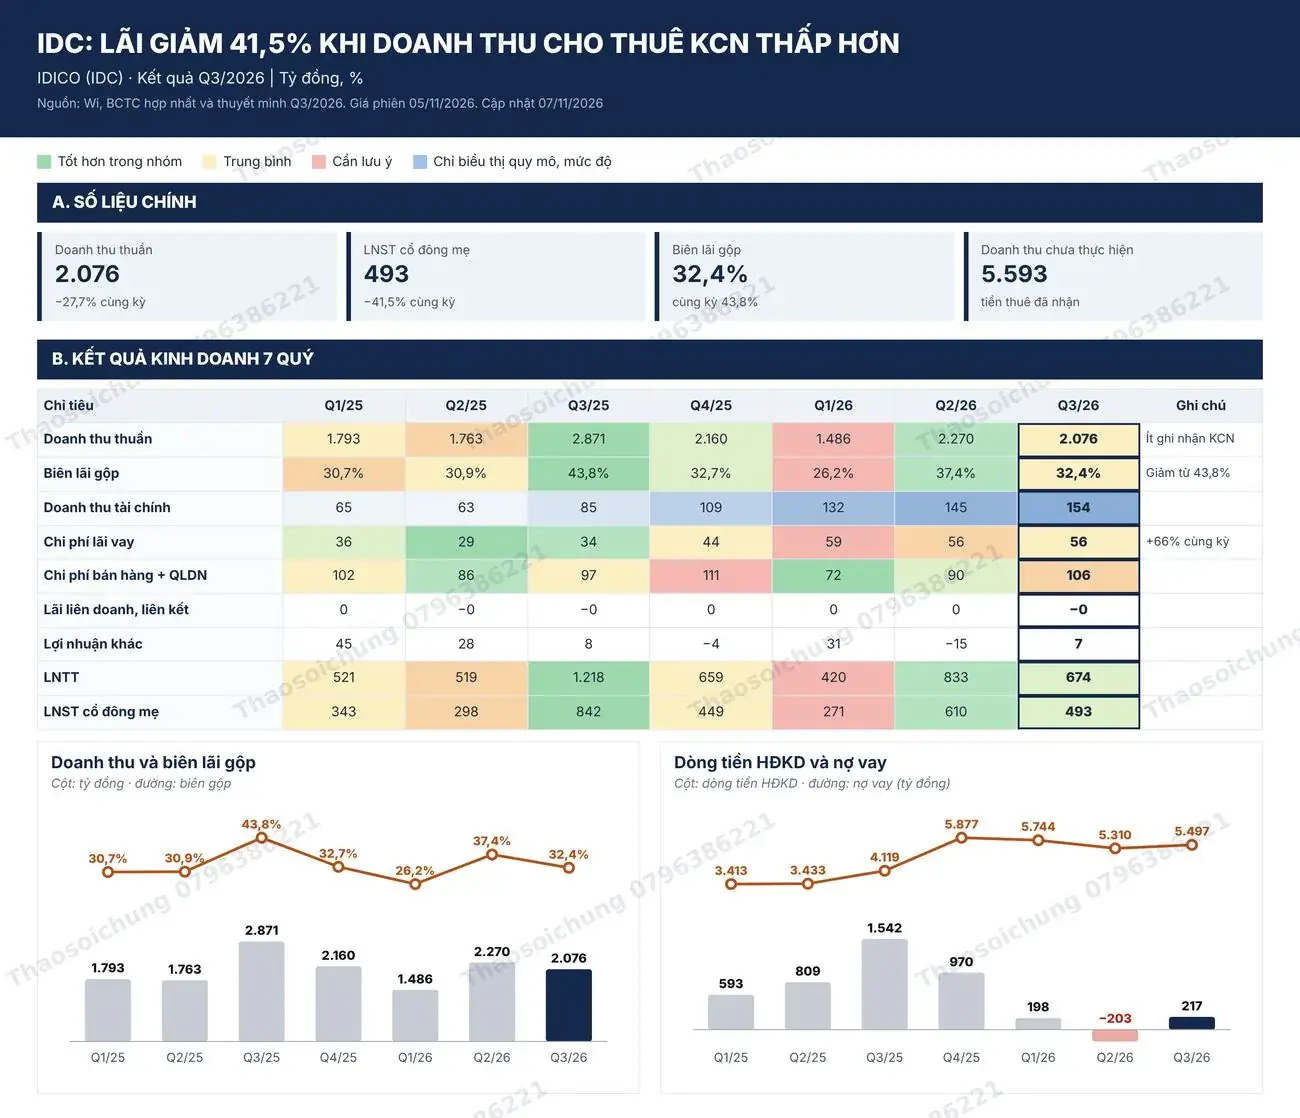 IDC: LÃI GIẢM 41,5% KHI DOANH THU CHO THUÊ KCN THẤP HƠN
IDICO (IDC) · Kết quả Q3/2026 | Tỷ đồng, %
Nguồn: Wi, BCTC hợp nhất và thuyết minh Q3/2026. Giá phiên 05/11/2026. Cập nhật 07/11/2026
Tốt hơn trong nhóm Trung bình Cần lưu ý Chỉ biểu thị quy mô, mức độ
A. SỐ LIỆU CHÍNH
Doanh thu thuần
2.076
−27,7% cùng kỳ
LNST cổ đông mẹ
493
−41,5% cùng kỳ
Biên lãi gộp
32,4%
cùng kỳ 43,8%
Doanh thu chưa thực hiện
5.593
tiền thuê đã nhận
B. KẾT QUẢ KINH DOANH 7 QUÝ
Chỉ tiêu Q1/25 Q2/25 Q3/25 Q4/25 Q1/26 Q2/26 Q3/26 Ghi chú
Doanh thu thuần 1.793 1.763 2.871 2.160 1.486 2.270 2.076 Ít ghi nhận KCN
Biên lãi gộp 30,7% 30,9% 43,8% 32,7% 26,2% 37,4% 32,4% Giảm từ 43,8%
Doanh thu tài chính 65 63 85 109 132 145 154
Chi phí lãi vay 36 29 34 44 59 56 56 +66% cùng kỳ
Chi phí bán hàng + QLDN 102 86 97 111 72 90 106
Lãi liên doanh, liên kết 0 −0 −0 0 0 0 −0
Lợi nhuận khác 45 28 8 −4 31 −15 7
LNTT 521 519 1.218 659 420 833 674
LNST cổ đông mẹ 343 298 842 449 271 610 493
Doanh thu và biên lãi gộp
Cột: tỷ đồng · đường: biên gộp
30,7% 30,9% 43,8% 32,7% 26,2% 37,4% 32,4%
1.793 1.763 2.871 2.160 1.486 2.270 2.076
Q1/25 Q2/25 Q3/25 Q4/25 Q1/26 Q2/26 Q3/26
Dòng tiền HĐKD và nợ vay
Cột: dòng tiền HĐKD · đường: nợ vay (tỷ đồng)
3.413 3.433 4.119 5.877 5.744 5.310 5.497
593 809 1.542 970 198 −203 217
Q1/25 Q2/25 Q3/25 Q4/25 Q1/26 Q2/26 Q3/26
Thaosoichung 0796386221